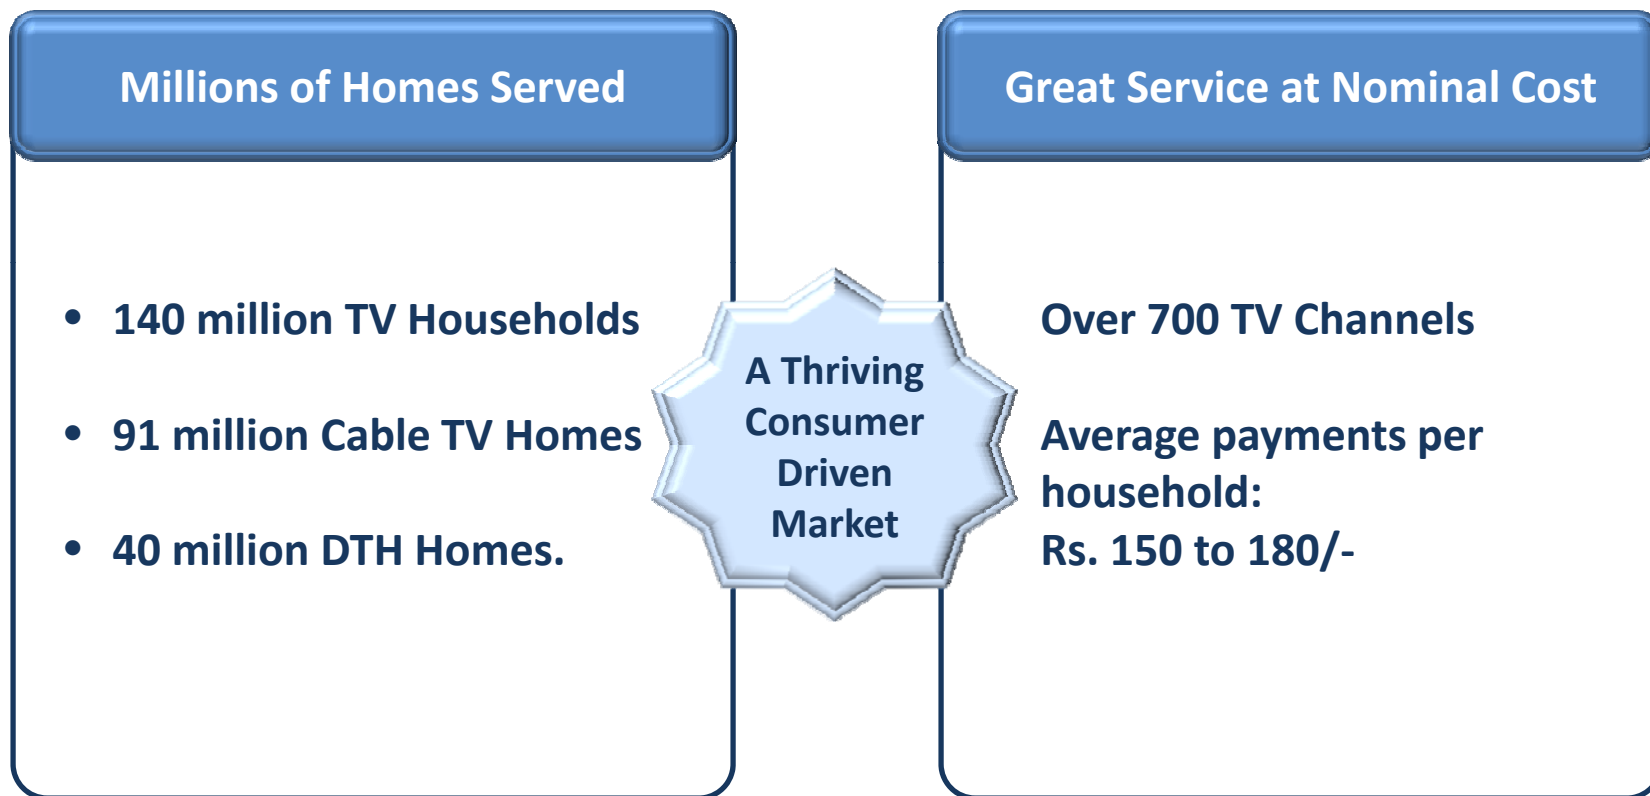 Millions of Homes Served
• 140 million TV Households
• 91 million Cable TV Homes
• 40 million DTH Homes.
A Thriving
Consumer
Driven
Market
Great Service at Nominal Cost
Over 700 TV Channels
Average payments per
household:
Rs. 150 to 180/-